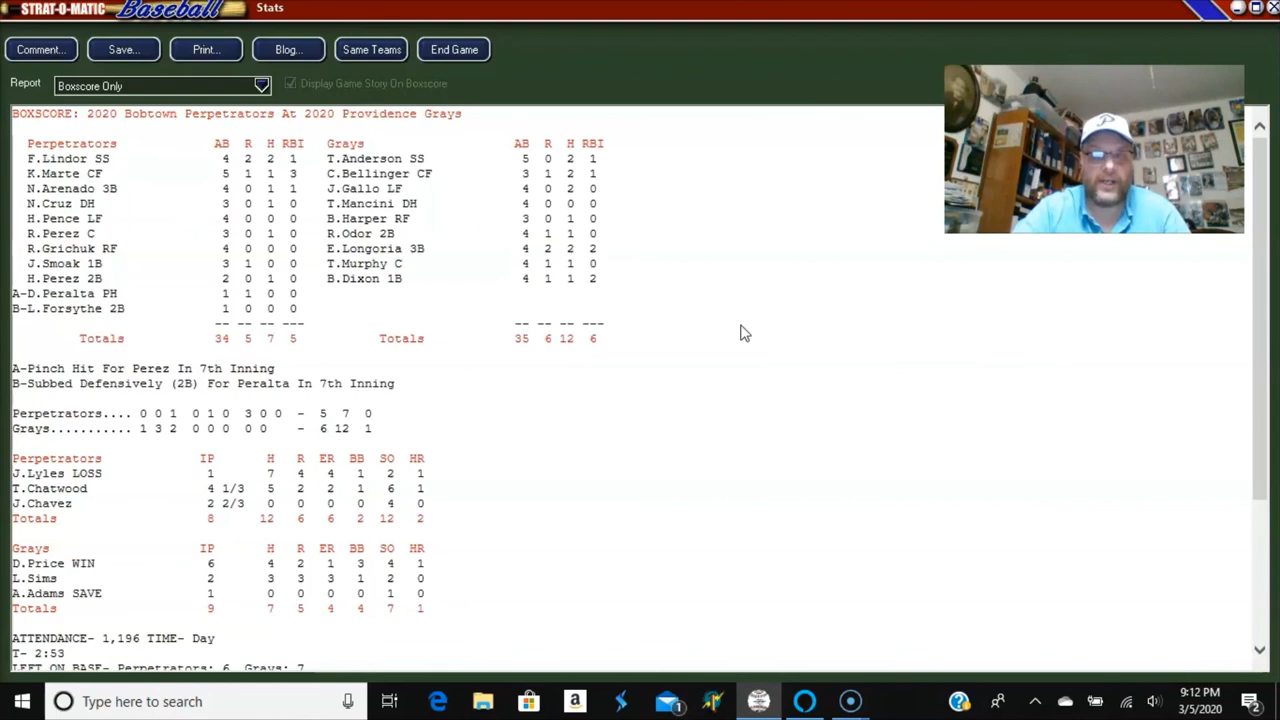 STRAT-O-MATIC Baseball Stats
Comment... Save... Print... Blog... Same Teams End Game
Report Boxscore Only Display Game Story On Boxscore
BOXSCORE: 2020 Bobtown Perpetrators At 2020 Providence Grays
Perpetrators AB R H RBI Grays AB R H RBI
F.Lindor SS 4 2 2 1 T.Anderson SS 5 0 2 1
K.Marte CF 5 1 1 3 C.Bellinger CF 3 1 2 1
N.Arenado 3B 4 0 1 1 J.Gallo LF 4 0 2 0
N.Cruz DH 3 0 1 0 T.Mancini DH 4 0 0 0
H.Pence LF 4 0 0 0 B.Harper RF 3 0 1 0
R.Perez C 3 0 1 0 R.Odor 2B 4 1 1 0
R.Grichuk RF 4 0 0 0 E.Longoria 3B 4 2 2 2
J.Smoak 1B 3 1 0 0 T.Murphy C 4 1 1 0
H.Perez 2B 2 0 1 0 B.Dixon 1B 4 1 1 2
A-D.Peralta PH 1 1 0 0
B-L.Forsythe 2B 1 0 0 0
-- -- -- --- -- -- -- ---
Totals 34 5 7 5 Totals 35 6 12 6
A-Pinch Hit For Perez In 7th Inning
B-Subbed Defensively (2B) For Peralta In 7th Inning
Perpetrators.... 0 0 1 0 1 0 3 0 0 - 5 7 0
Grays........... 1 3 2 0 0 0 0 0 - 6 12 1
Perpetrators IP H R ER BB SO HR
J.Lyles LOSS 1 7 4 4 1 2 1
T.Chatwood 4 1/3 5 2 2 1 6 1
J.Chavez 2 2/3 0 0 0 0 4 0
Totals 8 12 6 6 2 12 2
Grays IP H R ER BB SO HR
D.Price WIN 6 4 2 1 3 4 1
L.Sims 2 3 3 3 1 2 0
A.Adams SAVE 1 0 0 0 0 1 0
Totals 9 7 5 4 4 7 1
ATTENDANCE- 1,196 TIME- Day
T- 2:53
LEFT ON BASE- Perpetrators: 6 Grays: 7
Type here to search
9:12 PM
3/5/2020